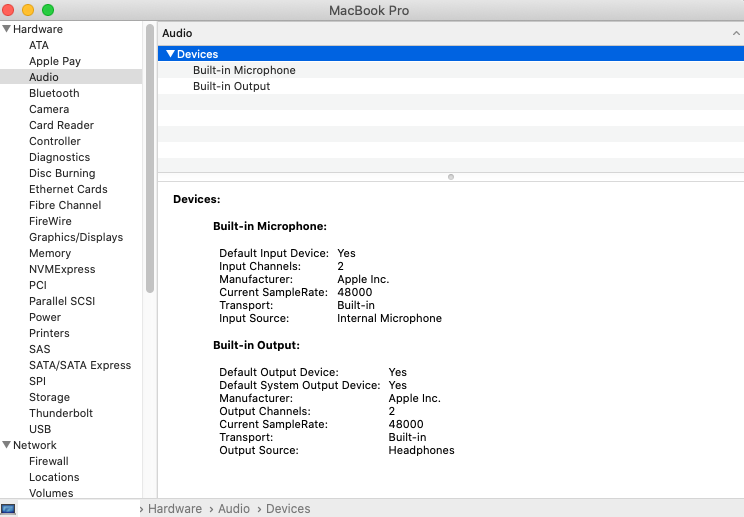 MacBook Pro
Hardware
ATA
Apple Pay
Audio
Bluetooth
Camera
Card Reader
Controller
Diagnostics
Disc Burning
Ethernet Cards
Fibre Channel
FireWire
Graphics/Displays
Memory
NVMExpress
PCI
Parallel SCSI
Power
Printers
SAS
SATA/SATA Express
SPI
Storage
Thunderbolt
USB
Network
Firewall
Locations
Volumes
Audio
Devices
Built-in Microphone
Built-in Output
Devices:
Built-in Microphone:
Default Input Device: Yes
Input Channels: 2
Manufacturer: Apple Inc.
Current SampleRate: 48000
Transport: Built-in
Input Source: Internal Microphone
Built-in Output:
Default Output Device: Yes
Default System Output Device: Yes
Manufacturer: Apple Inc.
Output Channels: 2
Current SampleRate: 48000
Transport: Built-in
Output Source: Headphones
› Hardware › Audio › Devices